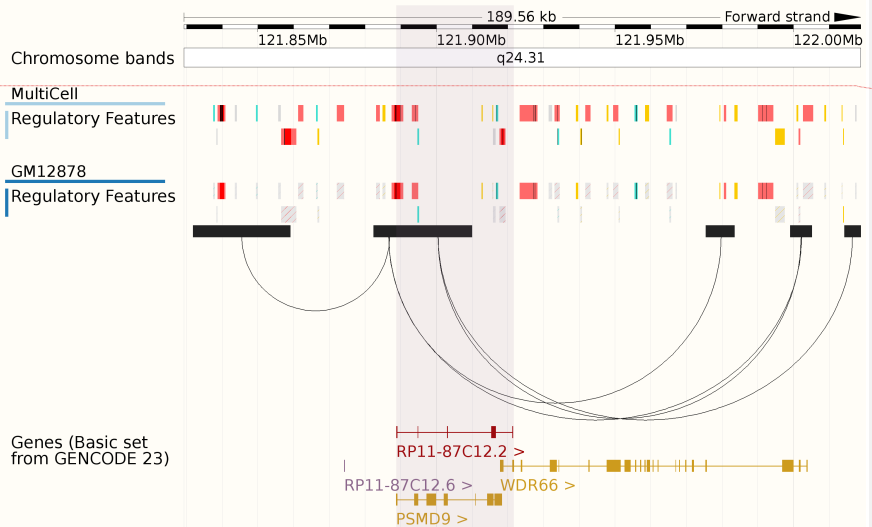 189.56 kb
Forward strand
121.85Mb 121.90Mb 121.95Mb 122.00Mb
Chromosome bands
q24.31
MultiCell
Regulatory Features
GM12878
Regulatory Features
Genes (Basic set
from GENCODE 23)
RP11-87C12.2 >
RP11-87C12.6 >
WDR66 >
PSMD9 >